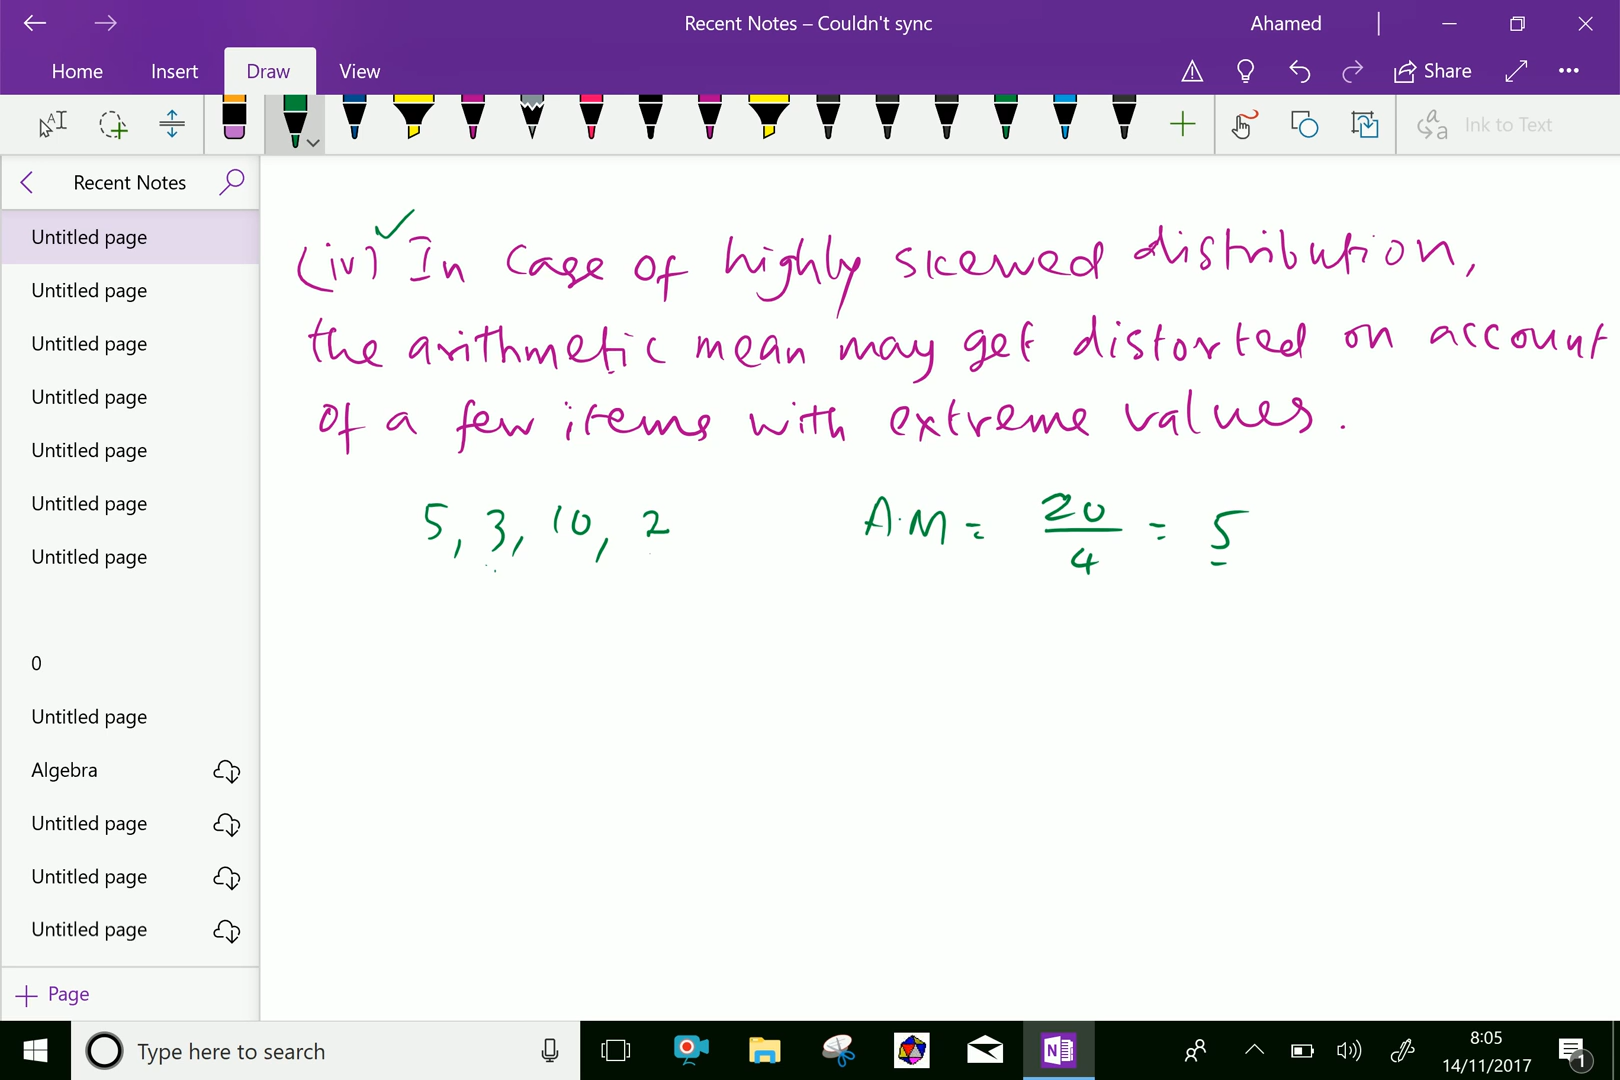 Recent Notes – Couldn't sync
Ahamed
Home Insert Draw View
Share
Ink to Text
Recent Notes
Untitled page
Untitled page
Untitled page
Untitled page
Untitled page
Untitled page
Untitled page
0
Untitled page
Algebra
Untitled page
Untitled page
Untitled page
Page
(iv) In case of highly skewed distribution,
the arithmetic mean may get distorted on account
of a few items with extreme values.
5, 3, 10, 2 A.M = 20/4 = 5
Type here to search
8:05
14/11/2017
1